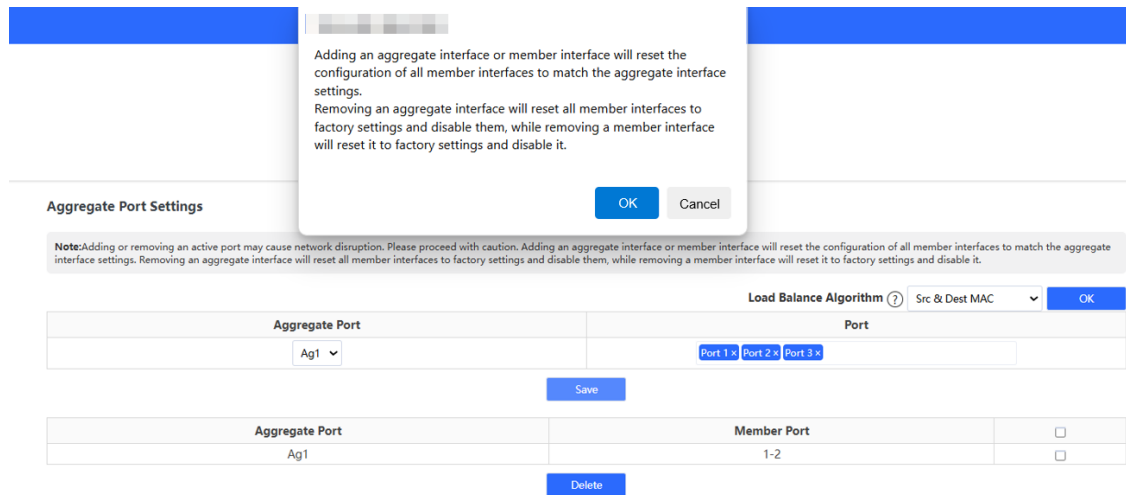 Adding an aggregate interface or member interface will reset the
configuration of all member interfaces to match the aggregate interface
settings.
Removing an aggregate interface will reset all member interfaces to
factory settings and disable them, while removing a member interface
will reset it to factory settings and disable it.
OK Cancel
Aggregate Port Settings
Note:Adding or removing an active port may cause network disruption. Please proceed with caution. Adding an aggregate interface or member interface will reset the configuration of all member interfaces to match the aggregate
interface settings. Removing an aggregate interface will reset all member interfaces to factory settings and disable them, while removing a member interface will reset it to factory settings and disable it.
Load Balance Algorithm ? Src & Dest MAC OK
Aggregate Port Port
Ag1 Port 1 × Port 2 × Port 3 ×
Save
Aggregate Port Member Port
Ag1 1-2
Delete